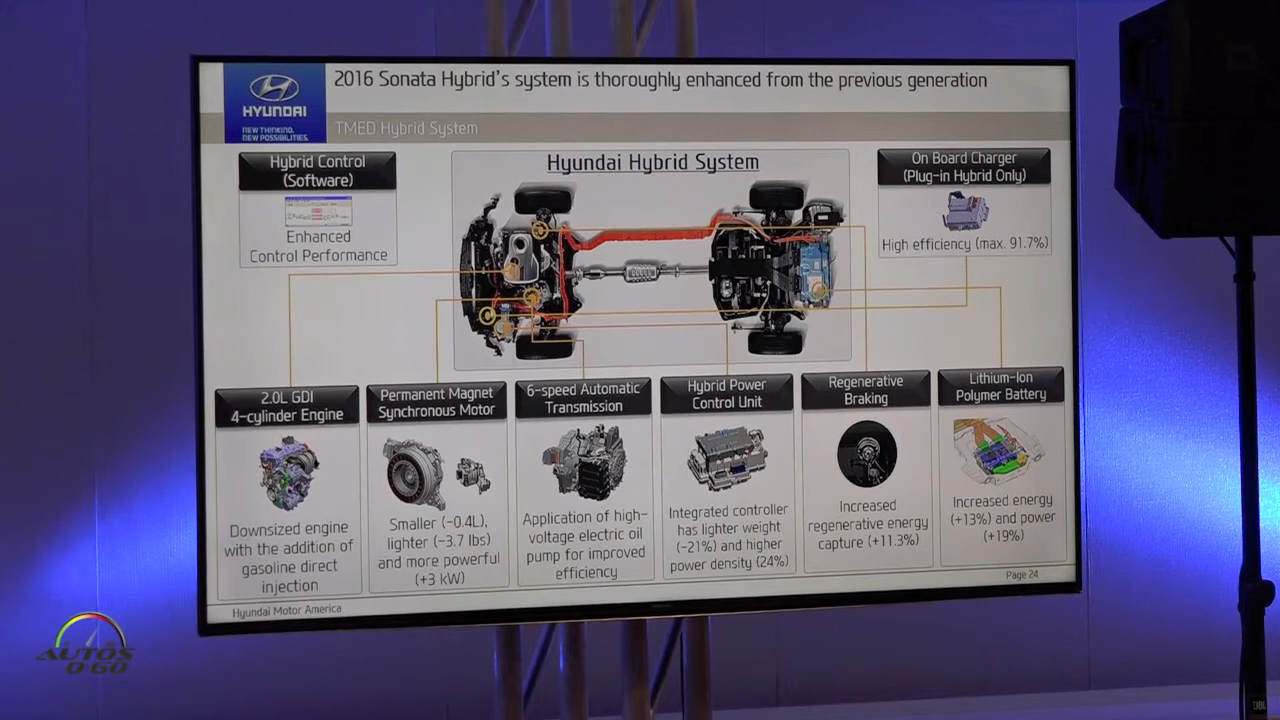 2016 Sonata Hybrid's system is thoroughly enhanced from the previous generation
HYUNDAI
NEW THINKING.
NEW POSSIBILITIES.
TMED Hybrid System
Hybrid Control
(Software)
Enhanced
Control Performance
Hyundai Hybrid System
On Board Charger
(Plug-in Hybrid Only)
High efficiency (max. 91.7%)
2.0L GDI
4-cylinder Engine
Downsized engine
with the addition of
gasoline direct
injection
Permanent Magnet
Synchronous Motor
Smaller (-0.4L),
lighter (-3.7 lbs)
and more powerful
(+3 kW)
6-speed Automatic
Transmission
Application of high-
voltage electric oil
pump for improved
efficiency
Hybrid Power
Control Unit
Integrated controller
has lighter weight
(-21%) and higher
power density (24%)
Regenerative
Braking
Increased
regenerative energy
capture (+11.3%)
Lithium-Ion
Polymer Battery
Increased energy
(+13%) and power
(+19%)
Page 24
Hyundai Motor America
AUTOS
0-60
JBL